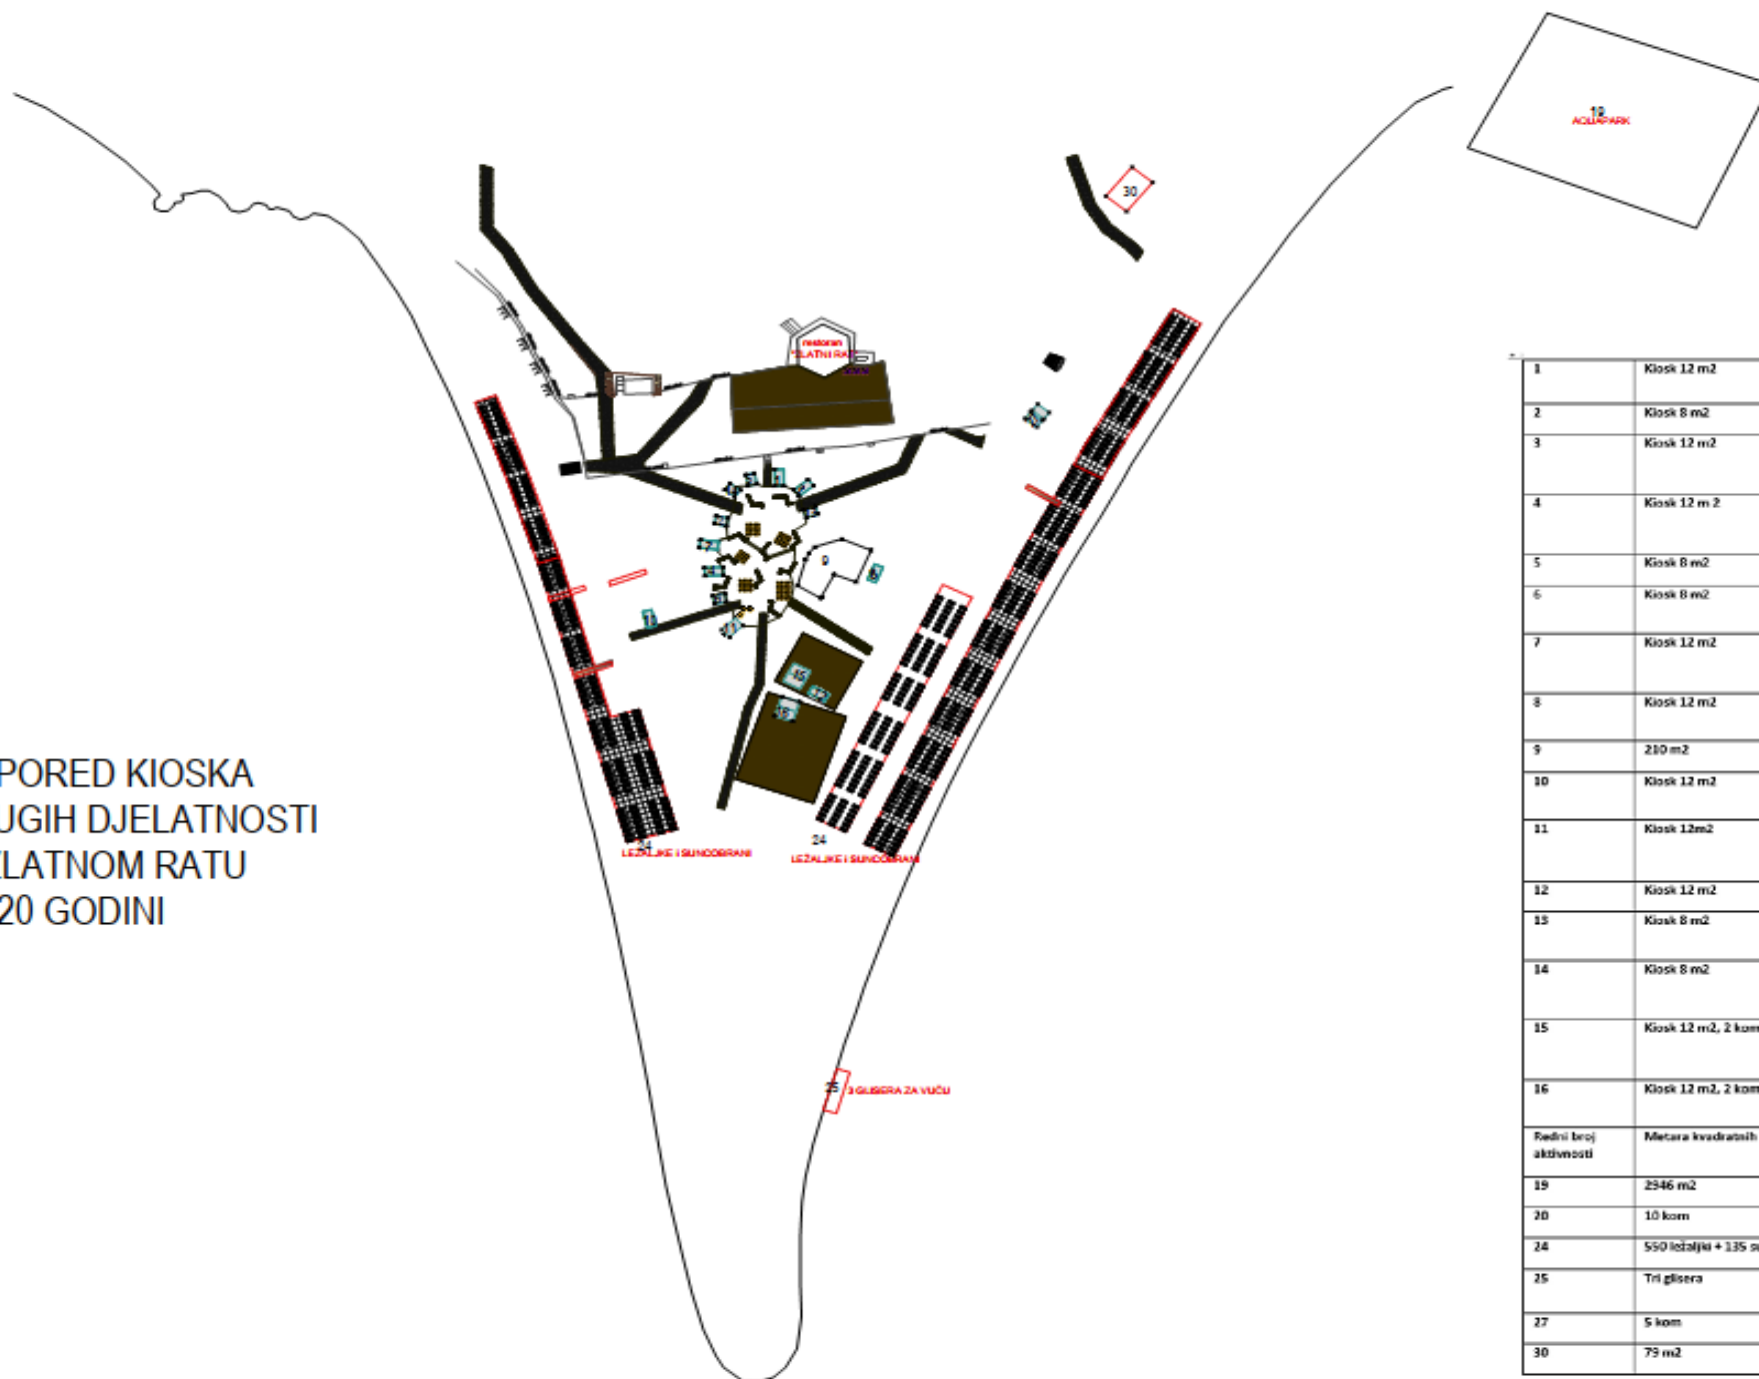 19
AQUAPARK
30
restoran
"ZLATNI RAT"
9
15
12
16
24
LEŽALJKE i SUNCOBRANI
24
LEŽALJKE i SUNCOBRANI
25
3 GLISERA ZA VUČU
PORED KIOSKA
UGIH DJELATNOSTI
ZLATNOM RATU
20 GODINI
1 Kiosk 12 m2
2 Kiosk 8 m2
3 Kiosk 12 m2
4 Kiosk 12 m 2
5 Kiosk 8 m2
6 Kiosk 8 m2
7 Kiosk 12 m2
8 Kiosk 12 m2
9 210 m2
10 Kiosk 12 m2
11 Kiosk 12m2
12 Kiosk 12 m2
13 Kiosk 8 m2
14 Kiosk 8 m2
15 Kiosk 12 m2, 2 kom
16 Kiosk 12 m2, 2 kom
Redni broj Metara kvadratnih
aktivnosti
19 2946 m2
20 10 kom
24 550 ležaljki + 135 su
25 Tri glisera
27 5 kom
30 79 m2